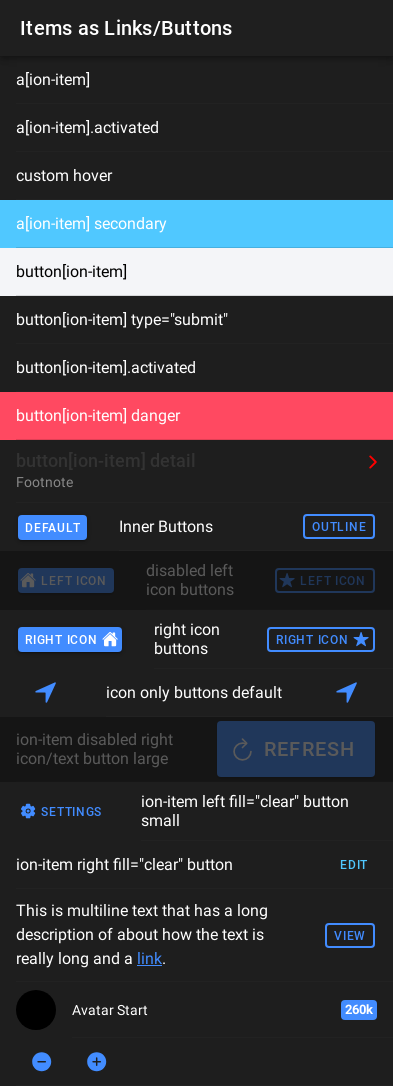 Items as Links/Buttons
a[ion-item]
a[ion-item].activated
custom hover
a[ion-item] secondary
button[ion-item]
button[ion-item] type="submit"
button[ion-item].activated
button[ion-item] danger
button[ion-item] detail
Footnote
DEFAULT Inner Buttons OUTLINE
LEFT ICON disabled left icon buttons LEFT ICON
RIGHT ICON right icon buttons RIGHT ICON
icon only buttons default
ion-item disabled right
icon/text button large
REFRESH
SETTINGS
ion-item left fill="clear" button
small
ion-item right fill="clear" button EDIT
This is multiline text that has a long
description of about how the text is
really long and a link.
VIEW
Avatar Start 260k